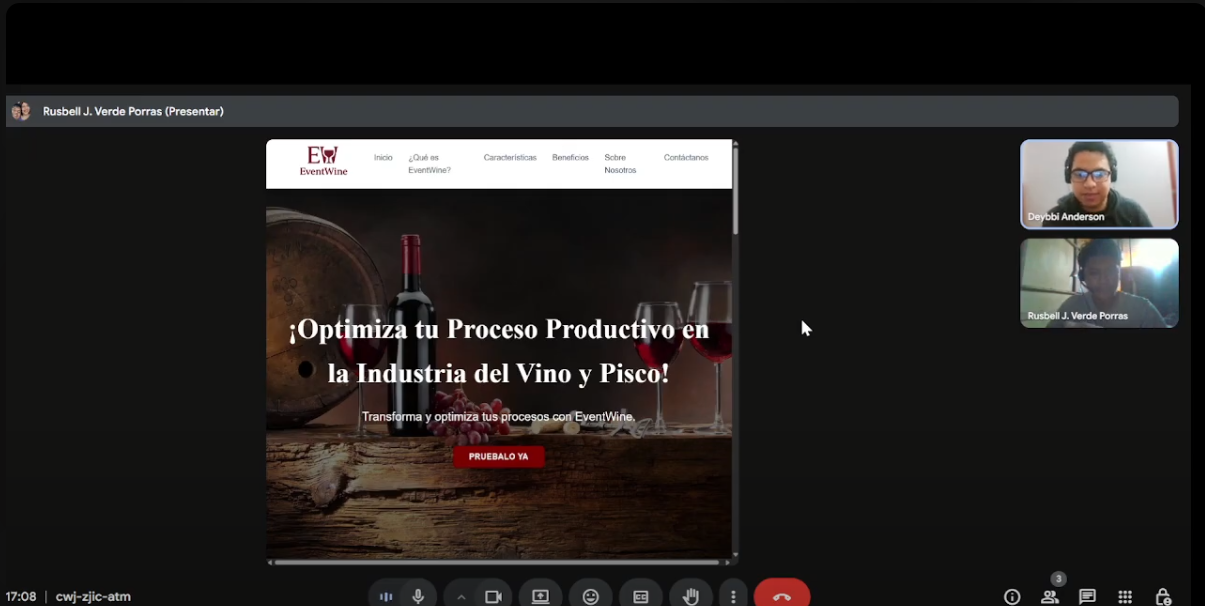 Rusbell J. Verde Porras (Presentar)
EW
EventWine
Inicio
¿Qué es
EventWine?
Características
Beneficios
Sobre
Nosotros
Contáctanos
¡Optimiza tu Proceso Productivo en
la Industria del Vino y Pisco!
Transforma y optimiza tus procesos con EventWine.
PRUEBALO YA
Deybbi Anderson
Rusbell J. Verde Porras
17:08 | cwj-zjic-atm
3